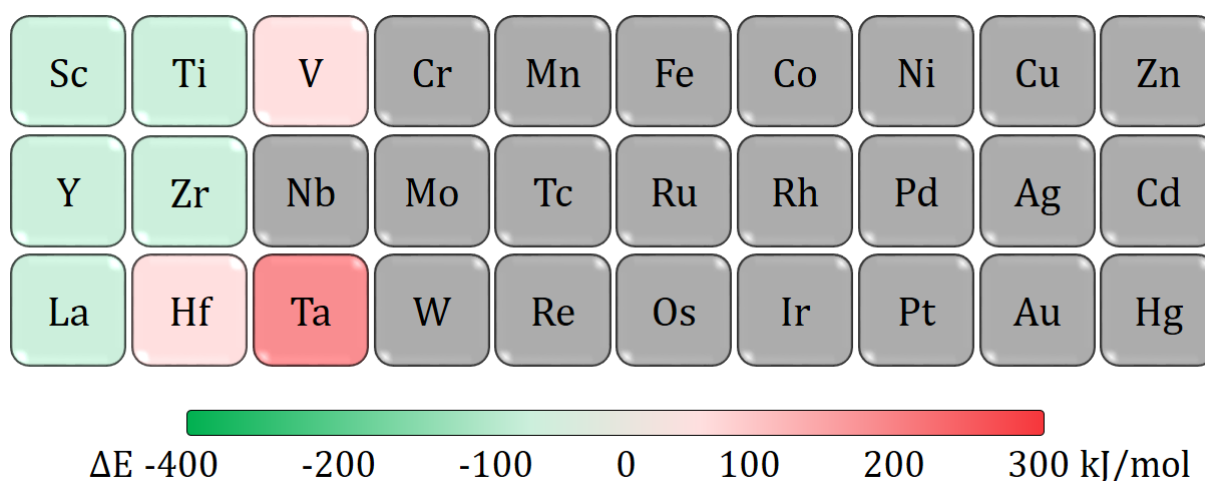 Sc Ti V Cr Mn Fe Co Ni Cu Zn
Y Zr Nb Mo Tc Ru Rh Pd Ag Cd
La Hf Ta W Re Os Ir Pt Au Hg
ΔE -400 -200 -100 0 100 200 300 kJ/mol